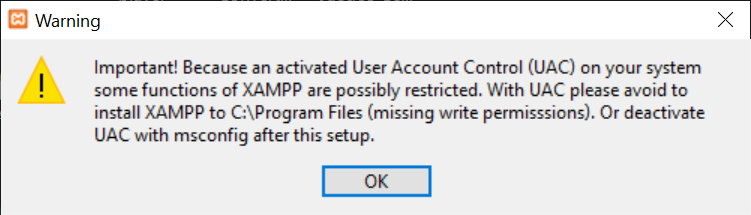 Warning
Important! Because an activated User Account Control (UAC) on your system
some functions of XAMPP are possibly restricted. With UAC please avoid to
install XAMPP to C:\Program Files (missing write permisssions). Or deactivate
UAC with msconfig after this setup.
OK